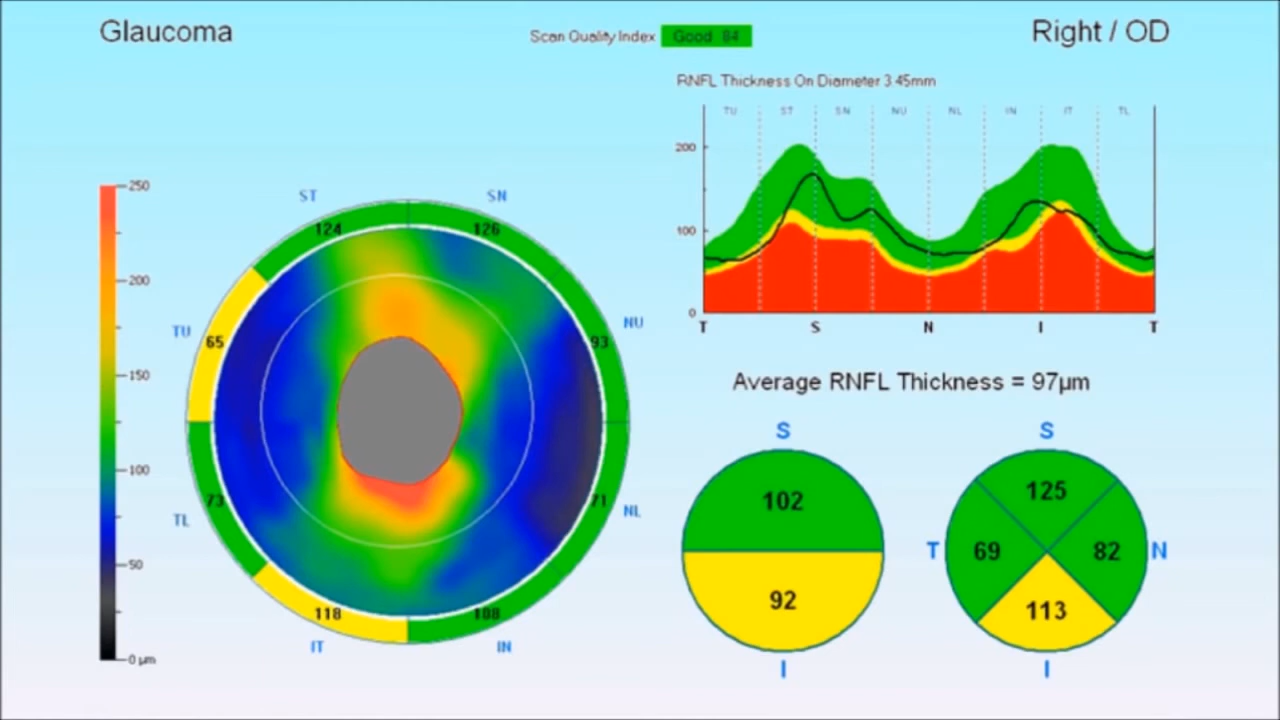 Glaucoma
Scan Quality Index Good 84
Right / OD
RNFL Thickness On Diameter 3.45mm
TU ST SN NU NL IN IT TL
200
100
0
T S N I T
250
200
150
100
50
0 µm
ST SN
124 126
TU 65 93 NU
TL 73 71 NL
118 108
IT IN
Average RNFL Thickness = 97µm
S
102
92
I
S
125
T 69 82 N
113
I